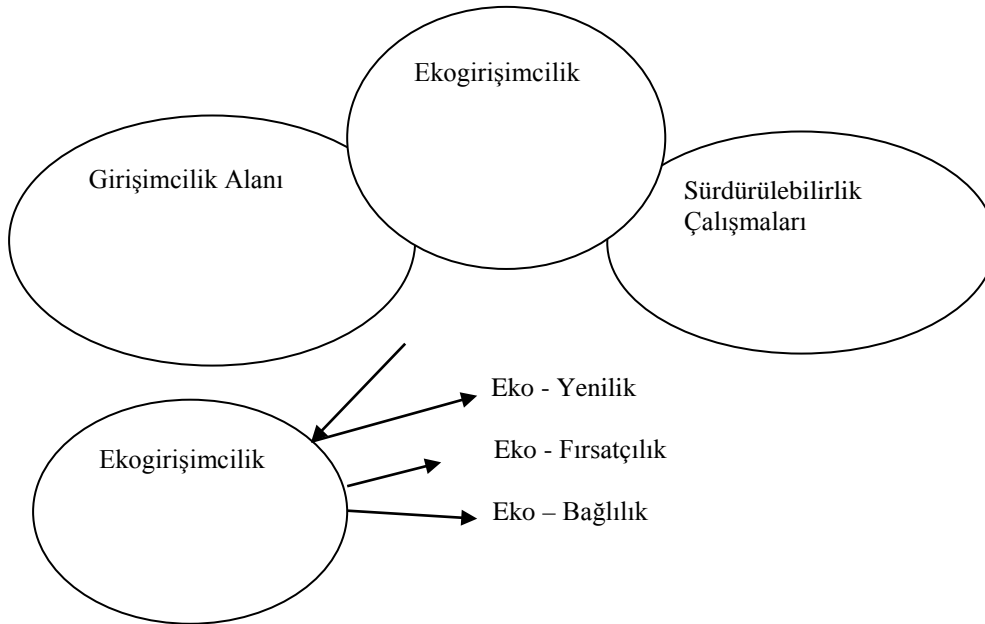 Ekogirişimcilik
Girişimcilik Alanı
Sürdürülebilirlik
Çalışmaları
Eko - Yenilik
Ekogirişimcilik
Eko - Fırsatçılık
Eko – Bağlılık